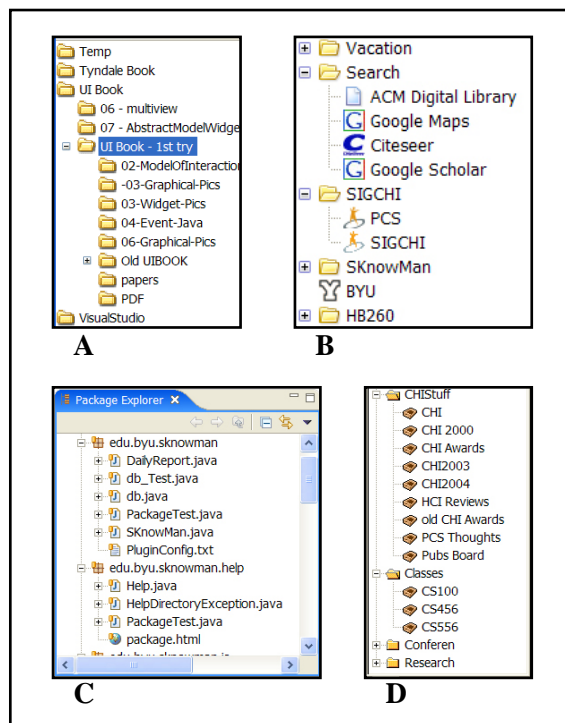 Temp
Tyndale Book
UI Book
06 - multiview
07 - AbstractModelWidge
UI Book - 1st try
02-ModelOfInteraction
-03-Graphical-Pics
03-Widget-Pics
04-Event-Java
06-Graphical-Pics
Old UIBOOK
papers
PDF
VisualStudio
A
Vacation
Search
ACM Digital Library
Google Maps
Citeseer
Google Scholar
SIGCHI
PCS
SIGCHI
SKnowMan
BYU
HB260
B
Package Explorer
edu.byu.sknowman
DailyReport.java
db_Test.java
db.java
PackageTest.java
SKnowMan.java
PluginConfig.txt
edu.byu.sknowman.help
Help.java
HelpDirectoryException.java
PackageTest.java
package.html
C
CHIStuff
CHI
CHI 2000
CHI Awards
CHI2003
CHI2004
HCI Reviews
old CHI Awards
PCS Thoughts
Pubs Board
Classes
CS100
CS456
CS556
Conferen
Research
D